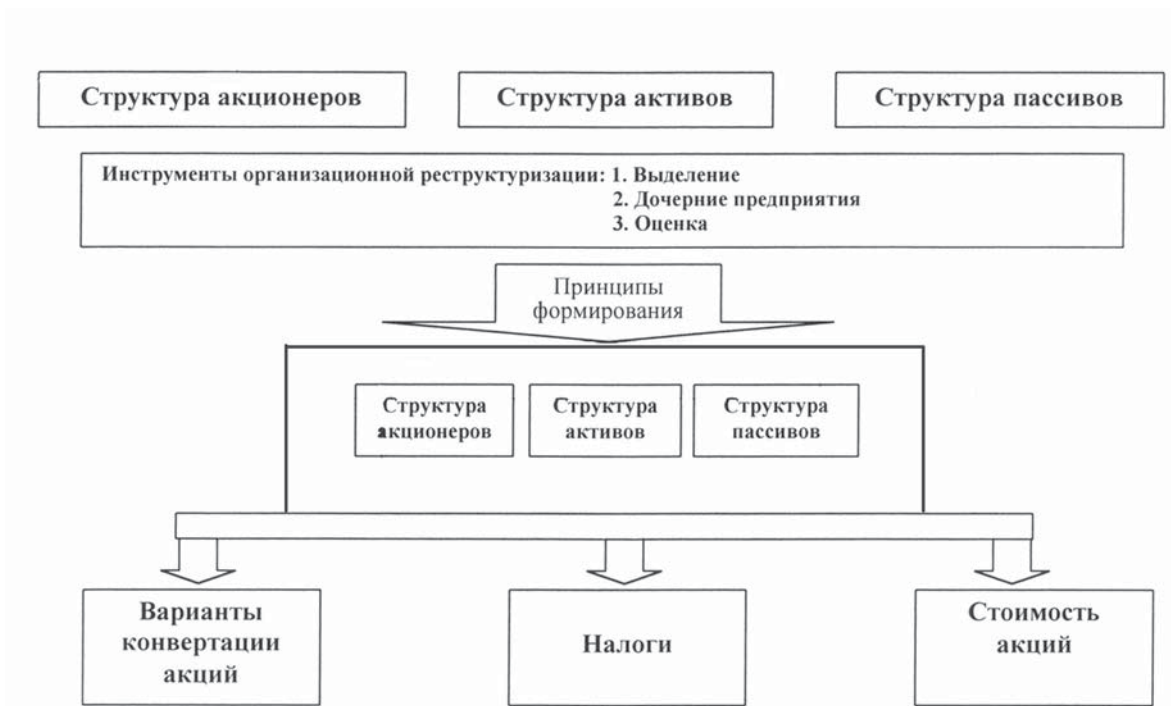 Структура акционеров
Структура активов
Структура пассивов
Инструменты организационной реструктуризации: 1. Выделение
2. Дочерние предприятия
3. Оценка
Принципы
формирования
Структура
акционеров
Структура
активов
Структура
пассивов
Варианты
конвертации
акций
Налоги
Стоимость
акций